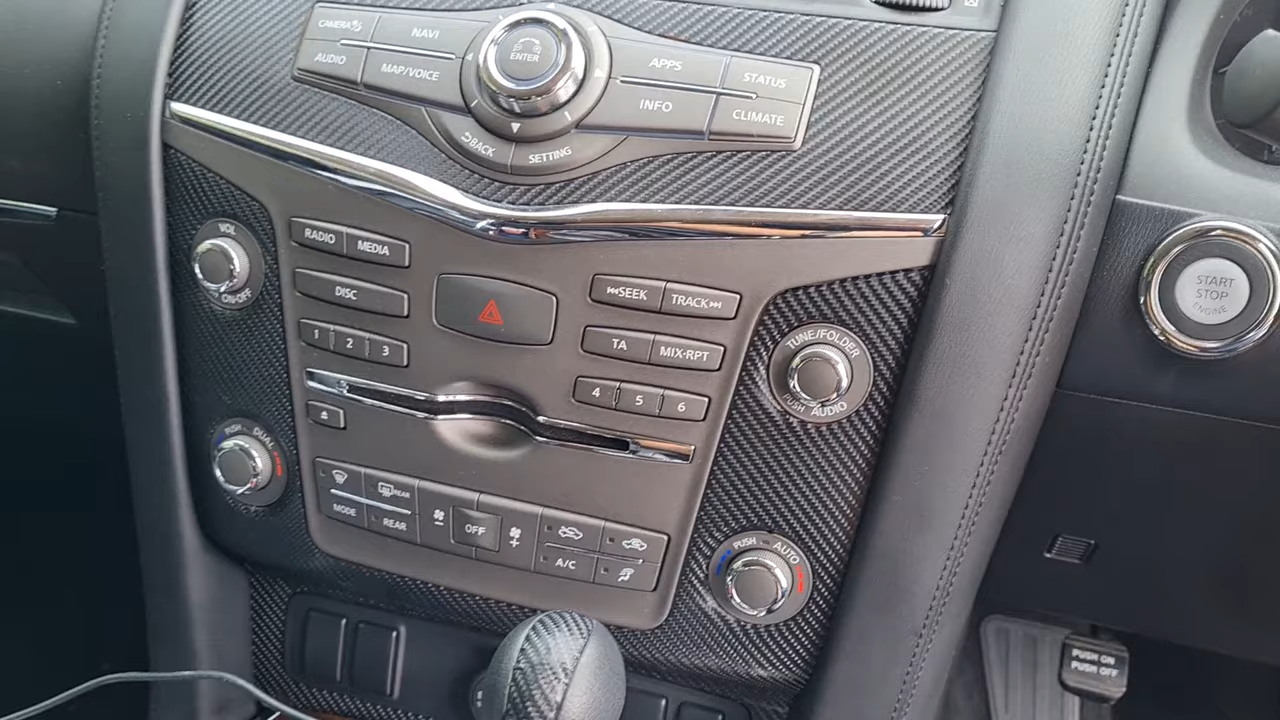 CAMERA
NAVI
AUDIO
MAP/VOICE
ENTER
APPS
STATUS
INFO
CLIMATE
BACK
SETTING
VOL
ON·OFF
RADIO
MEDIA
DISC
1
2
3
SEEK
TRACK
TA
MIX·RPT
4
5
6
TUNE/FOLDER
PUSH AUDIO
START
STOP
ENGINE
PUSH DUAL
REAR
MODE
REAR
−
OFF
+
A/C
PUSH AUTO
PUSH ON
PUSH OFF